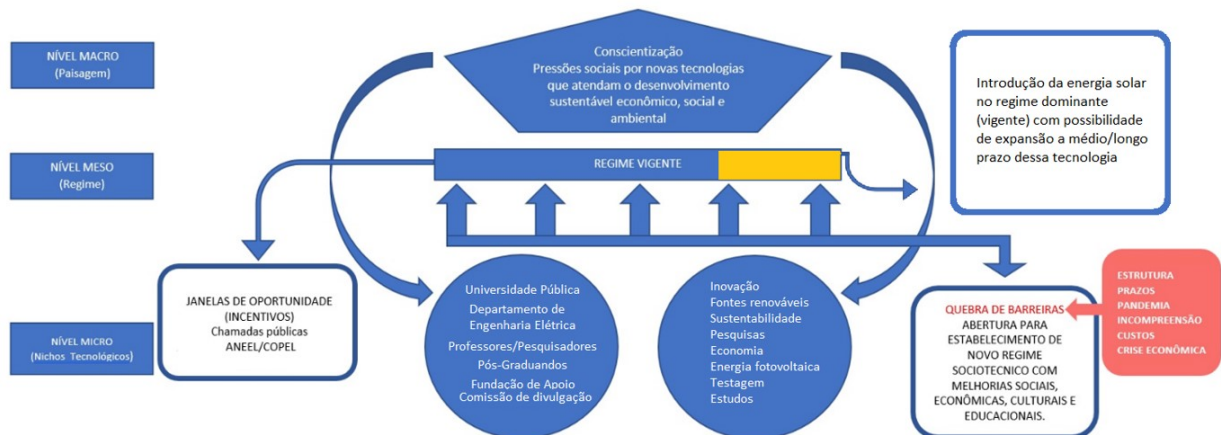 NÍVEL MACRO
(Paisagem)
Conscientização
Pressões sociais por novas tecnologias
que atendam o desenvolvimento
sustentável econômico, social e
ambiental
Introdução da energia solar
no regime dominante
(vigente) com possibilidade
de expansão a médio/longo
prazo dessa tecnologia
NÍVEL MESO
(Regime)
REGIME VIGENTE
NÍVEL MICRO
(Nichos Tecnológicos)
JANELAS DE OPORTUNIDADE
(INCENTIVOS)
Chamadas públicas
ANEEL/COPEL
Universidade Pública
Departamento de
Engenharia Elétrica
Professores/Pesquisadores
Pós-Graduandos
Fundação de Apoio
Comissão de divulgação
Inovação
Fontes renováveis
Sustentabilidade
Pesquisas
Economia
Energia fotovoltaica
Testagem
Estudos
QUEBRA DE BARREIRAS
ABERTURA PARA
ESTABELECIMENTO DE
NOVO REGIME
SOCIOTECNICO COM
MELHORIAS SOCIAIS,
ECONÔMICAS, CULTURAIS E
EDUCACIONAIS.
ESTRUTURA
PRAZOS
PANDEMIA
INCOMPREENSÃO
CUSTOS
CRISE ECONÔMICA